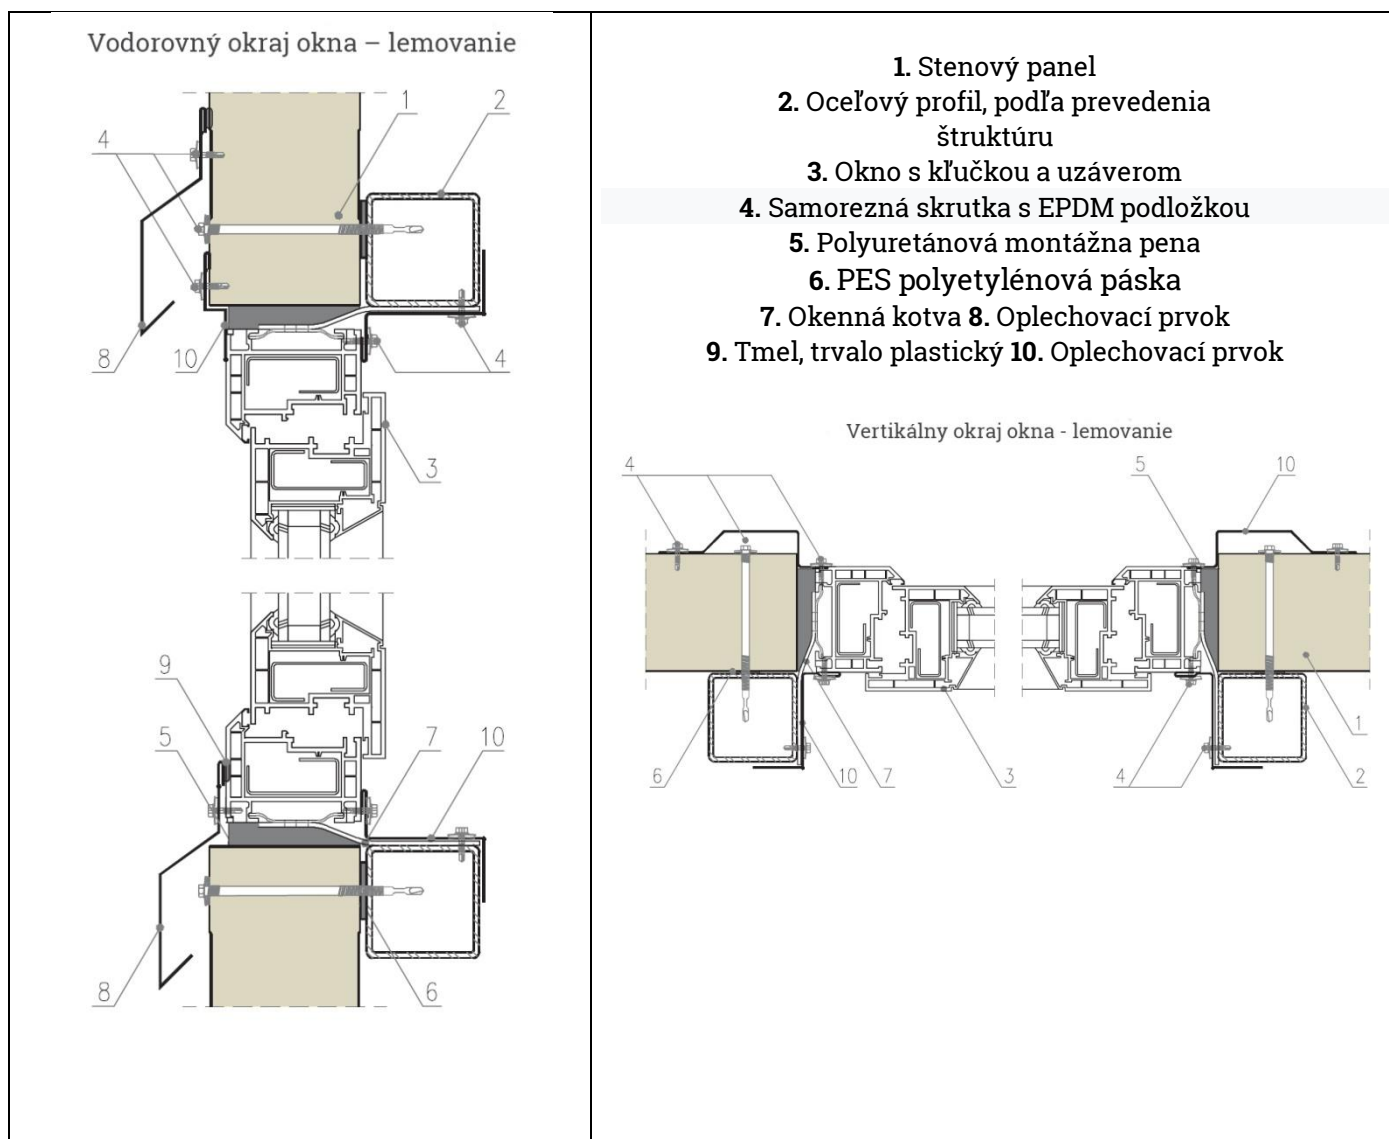 Vodorovný okraj okna – lemovanie
1
2
4
8
10
4
3
9
5
7
10
8
6
1. Stenový panel
2. Oceľový profil, podľa prevedenia
štruktúru
3. Okno s kľučkou a uzáverom
4. Samorezná skrutka s EPDM podložkou
5. Polyuretánová montážna pena
6. PES polyetylénová páska
7. Okenná kotva 8. Oplechovací prvok
9. Tmel, trvalo plastický 10. Oplechovací prvok
Vertikálny okraj okna - lemovanie
4
5
10
6
10
7
3
4
1
2